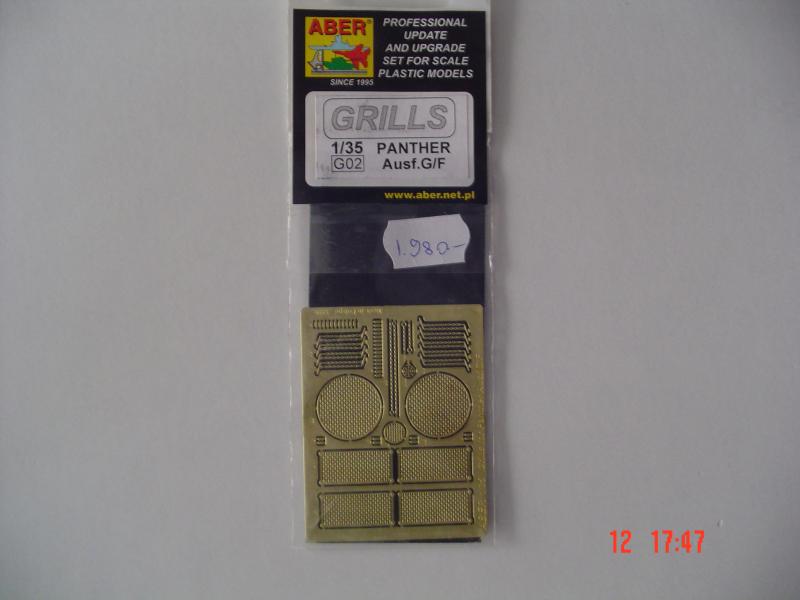 ABER
SINCE 1995
PROFESSIONAL
UPDATE
AND UPGRADE
SET FOR SCALE
PLASTIC MODELS
GRILLS
1/35 PANTHER
G02 Ausf.G/F
www.aber.net.pl
1.980-
12 17:47